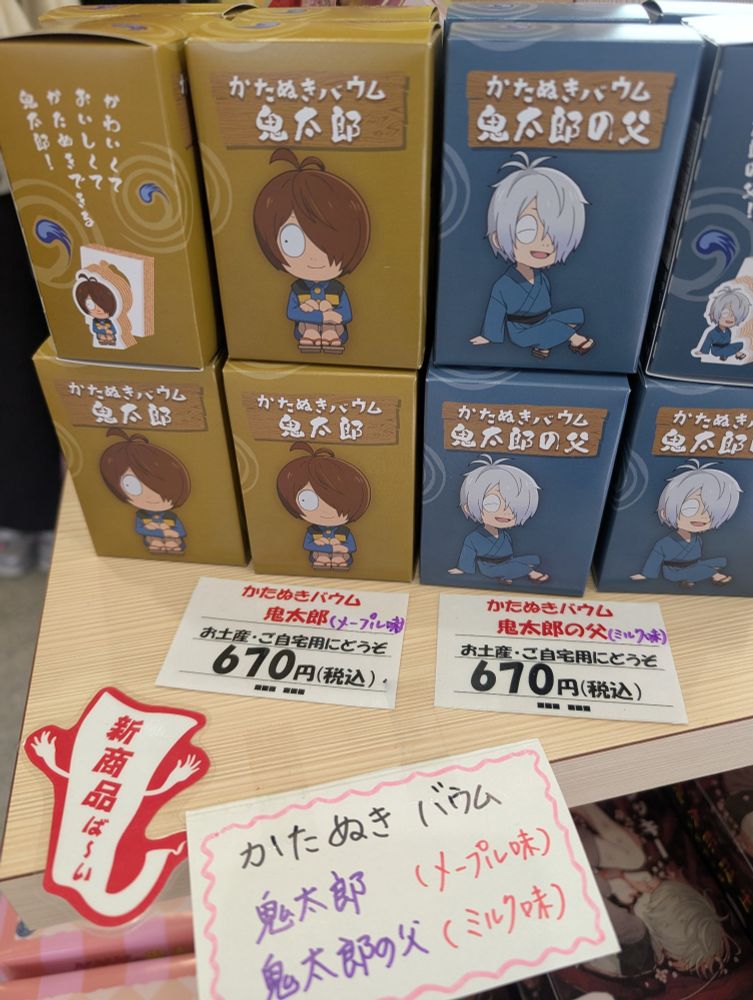 かわいくて
おいしくて
かたぬきできる
鬼太郎！
かたぬきバウム
鬼太郎
かたぬきバウム
鬼太郎の父
かたぬきバウム
鬼太郎
かたぬきバウム
鬼太郎
かたぬきバウム
鬼太郎の父
かたぬきバ
鬼太郎
かたぬきバウム
鬼太郎(メープル味)
お土産・ご自宅用にどうぞ
670円(税込)
かたぬきバウム
鬼太郎の父(ミルク味)
お土産・ご自宅用にどうぞ
670円(税込)
新商品ば〜い
かたぬき バウム
鬼太郎 (メープル味)
鬼太郎の父 (ミルク味)